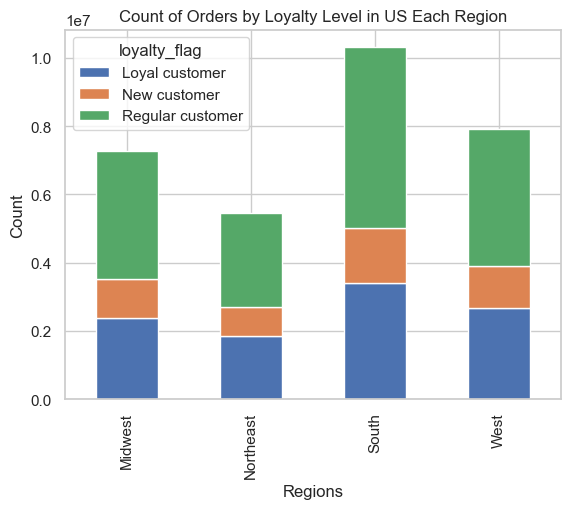 Count of Orders by Loyalty Level in US Each Region
1e7
loyalty_flag
Loyal customer
New customer
Regular customer
1.0
0.8
0.6
0.4
0.2
0.0
Count
Midwest
Northeast
South
West
Regions